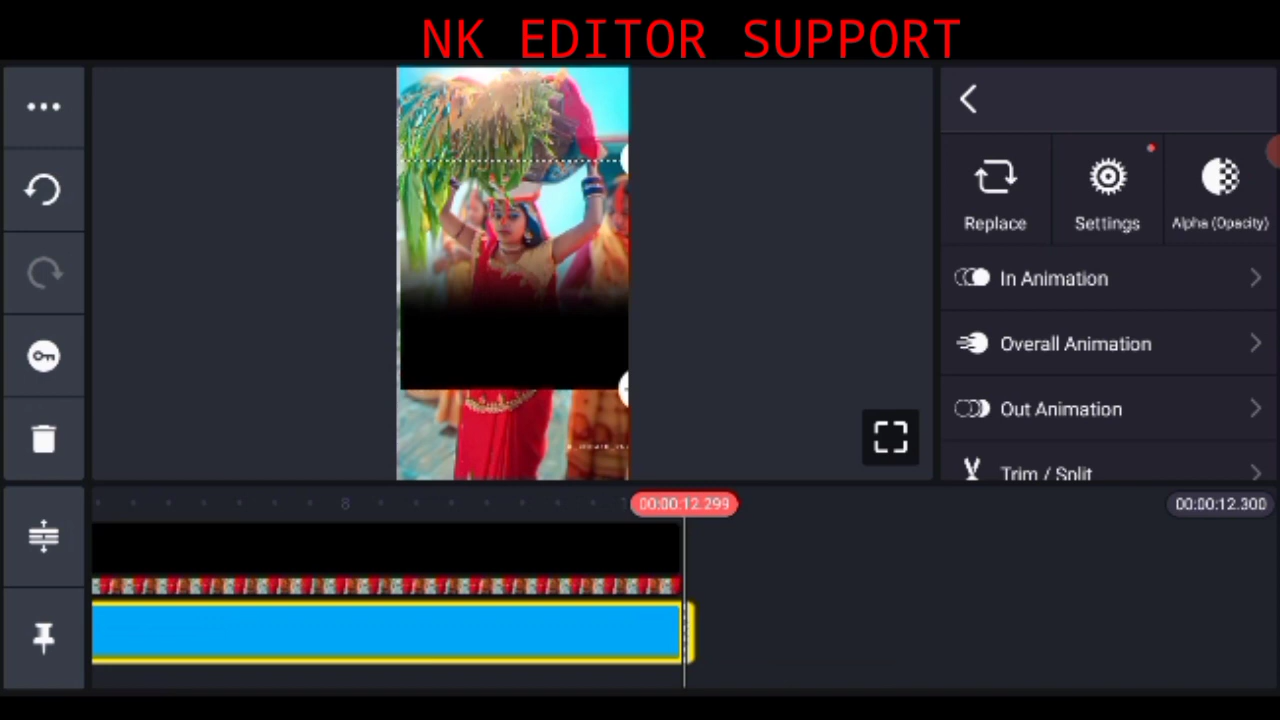 NK EDITOR SUPPORT
Replace
Settings
Alpha (Opacity)
In Animation
Overall Animation
Out Animation
Trim / Split
8
00:00:12.299
00:00:12.300